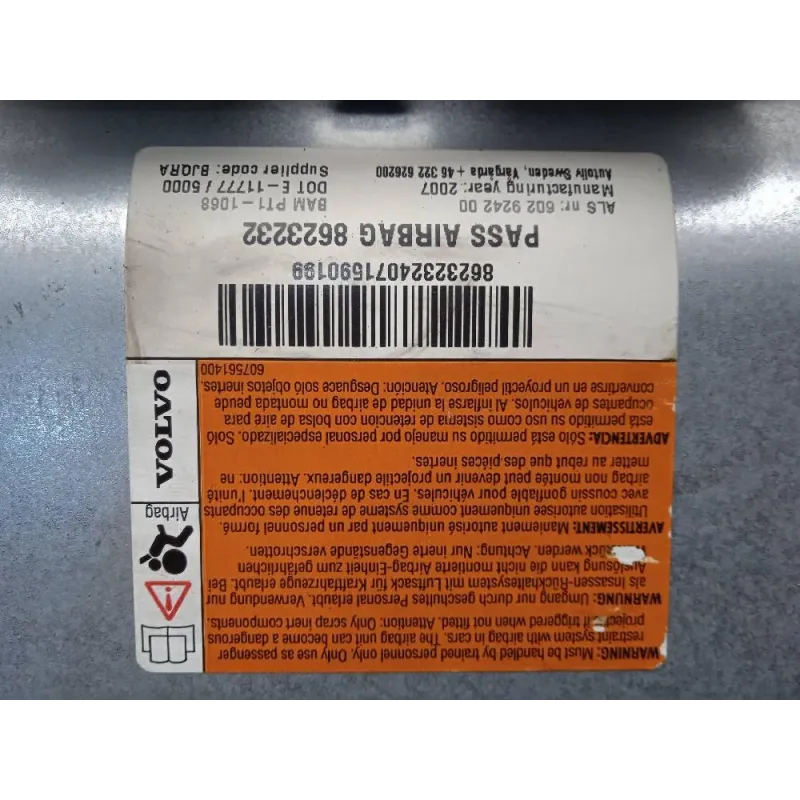 WARNING: Must be handled by trained personnel only. Only use as passenger
restraint system with airbag in cars. The airbag unit can become a dangerous
projectile if triggered when not fitted. Attention: Only scrap inert components.
WARNUNG: Umgang nur durch geschultes Personal erlaubt. Verwendung nur
als Insassen-Rückhaltesystem mit Luftsack für Kraftfahrzeuge erlaubt. Bei
Auslösung kann die nicht montierte Airbag-Einheit zum gefährlichen
werden. Achtung: Nur inerte Gegenstände verschrotten
AVERTISSEMENT: Maniement autorisé uniquement par un personnel formé.
Utilisation autorisée uniquement comme systeme de retenue des occupants
avec coussin gonflable pour véhicules. En cas de déclenchement de l'unité
airbag non montée peut devenir un projectile dangereux. Attention: ne
metter au rebut que des pièces inertes.
ADVERTENCIA: Sólo está permitido su manejo por personal especializado. Soló
está permitido su uso como sistema de retención con bolsa de aire para
ocupantes de vehículos. Al inflarse la unidad de airbag no montada peude
convertirse en un proyectil peligroso. Atención: Desguace soló objetos inertes.
607561400
Airbag
VOLVO
86232324071590199
PASS AIRBAG 8623232
ALS nr: 602 9242 00 BAM PT1-1068
Manufacturing year: 2007 DOT E-11777 / 5000
Autoliv Sweden, Vårgårda + 46 322 626200 Supplier code: BJQRA